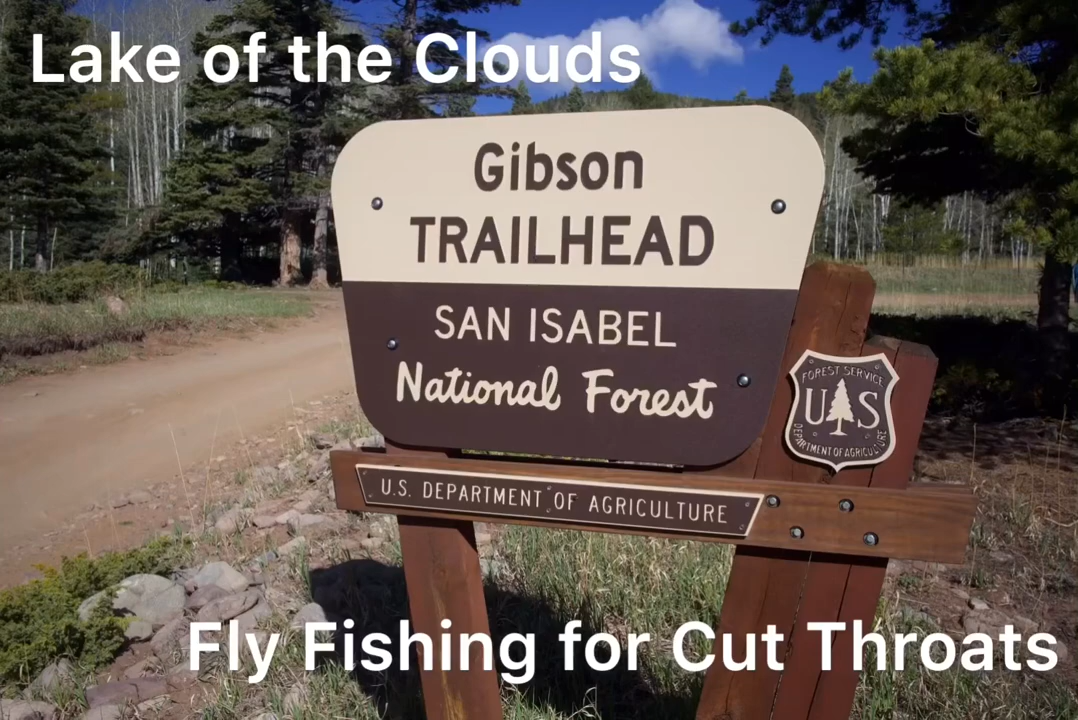 Lake of the Clouds
Gibson
TRAILHEAD
SAN ISABEL
National Forest
FOREST SERVICE
U S
DEPARTMENT OF AGRICULTURE
U.S. DEPARTMENT OF AGRICULTURE
Fly Fishing for Cut Throats